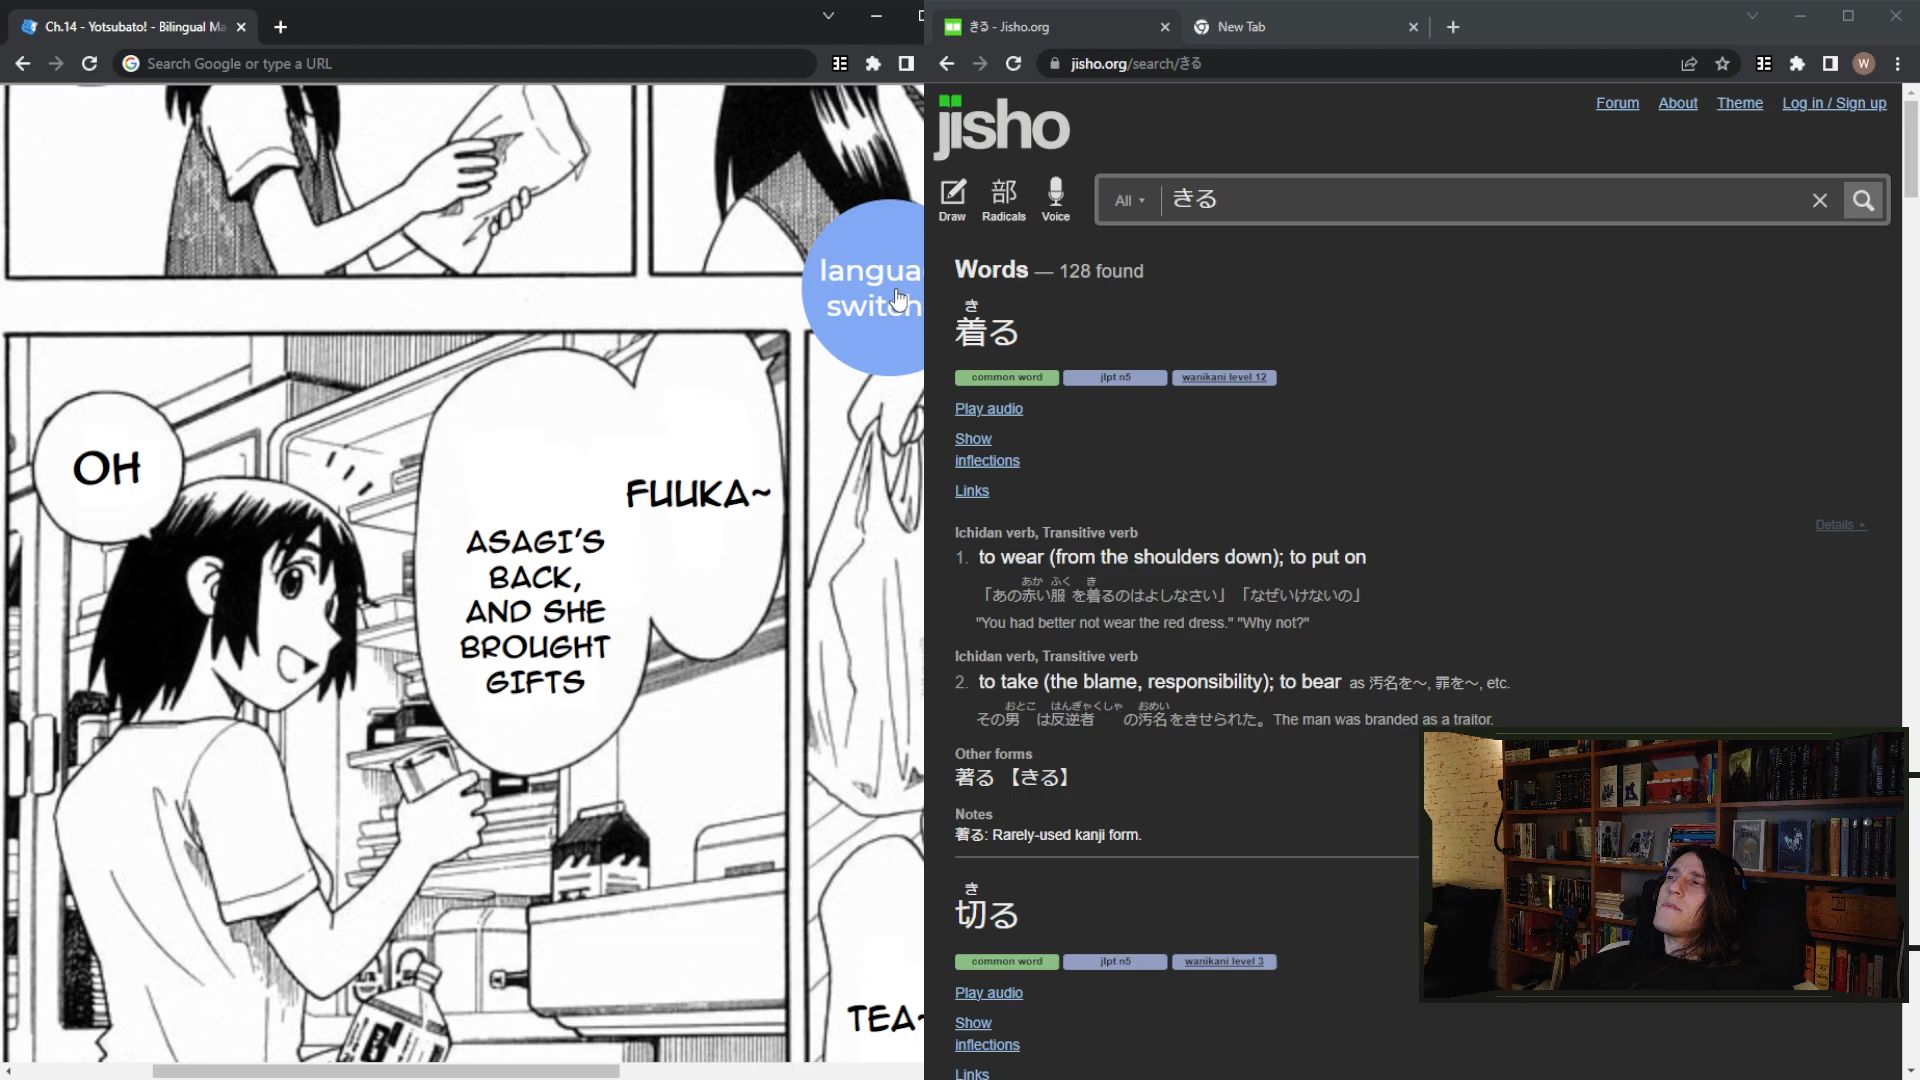 Ch.14 - Yotsubato! - Bilingual Ma
Search Google or type a URL
OH
FUUKA~
ASAGI'S
BACK,
AND SHE
BROUGHT
GIFTS
langua
switch
きる - Jisho.org
New Tab
jisho.org/search/きる
W
jisho
Forum
About
Theme
Log in / Sign up
Draw
部
Radicals
Voice
All
きる
Words — 128 found
き
着る
common word
jlpt n5
wanikani level 12
Play audio
Show
inflections
Links
Details
Ichidan verb, Transitive verb
1. to wear (from the shoulders down); to put on
あか ふく き
「あの赤い服を着るのはよしなさい」「なぜいけないの」
"You had better not wear the red dress." "Why not?"
Ichidan verb, Transitive verb
2. to take (the blame, responsibility); to bear as 汚名を〜, 罪を〜, etc.
おとこ はんぎゃくしゃ おめい
その男は反逆者の汚名をきせられた。The man was branded as a traitor.
Other forms
著る 【きる】
Notes
著る: Rarely-used kanji form.
き
切る
common word
jlpt n5
wanikani level 3
Play audio
Show
inflections
Links